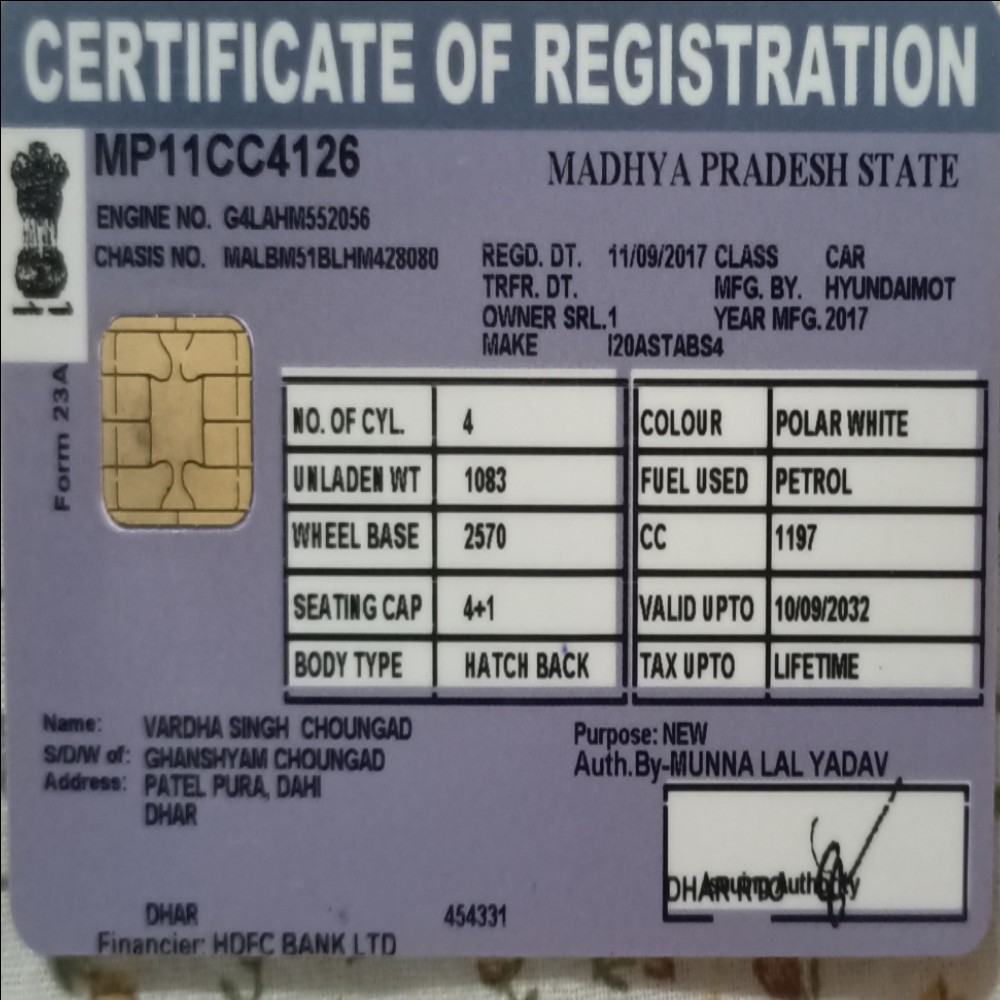 CERTIFICATE OF REGISTRATION
MP11CC4126
MADHYA PRADESH STATE
ENGINE NO. G4LAHM552056
CHASIS NO. MALBM51BLHM428080
REGD. DT. 11/09/2017 CLASS CAR
TRFR. DT. MFG. BY. HYUNDAIMOT
OWNER SRL.1 YEAR MFG. 2017
MAKE I20ASTABS4
Form 23A
NO. OF CYL. 4 COLOUR POLAR WHITE
UNLADEN WT 1083 FUEL USED PETROL
WHEEL BASE 2570 CC 1197
SEATING CAP 4+1 VALID UPTO 10/09/2032
BODY TYPE HATCH BACK TAX UPTO LIFETIME
Name: VARDHA SINGH CHOUNGAD
S/D/W of: GHANSHYAM CHOUNGAD
Address: PATEL PURA, DAHI
DHAR
DHAR 454331
Financier: HDFC BANK LTD
Purpose: NEW
Auth.By-MUNNA LAL YADAV
DHAR RTO
Issuing Authority